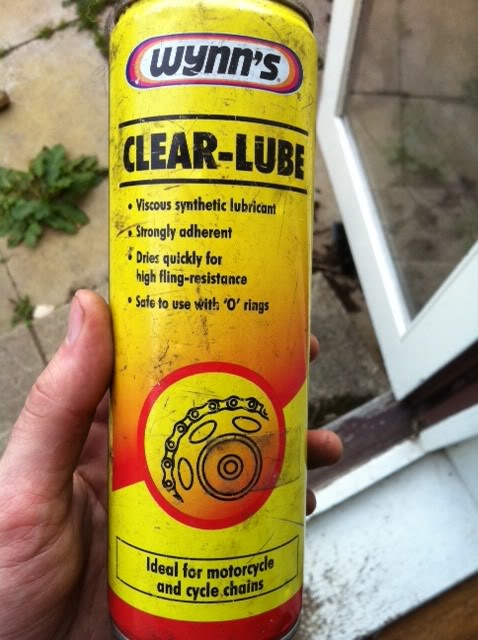 Wynn's
CLEAR-LUBE
• Viscous synthetic lubricant
• Strongly adherent
• Dries quickly for
high fling-resistance
• Safe to use with 'O' rings
Ideal for motorcycle
and cycle chains